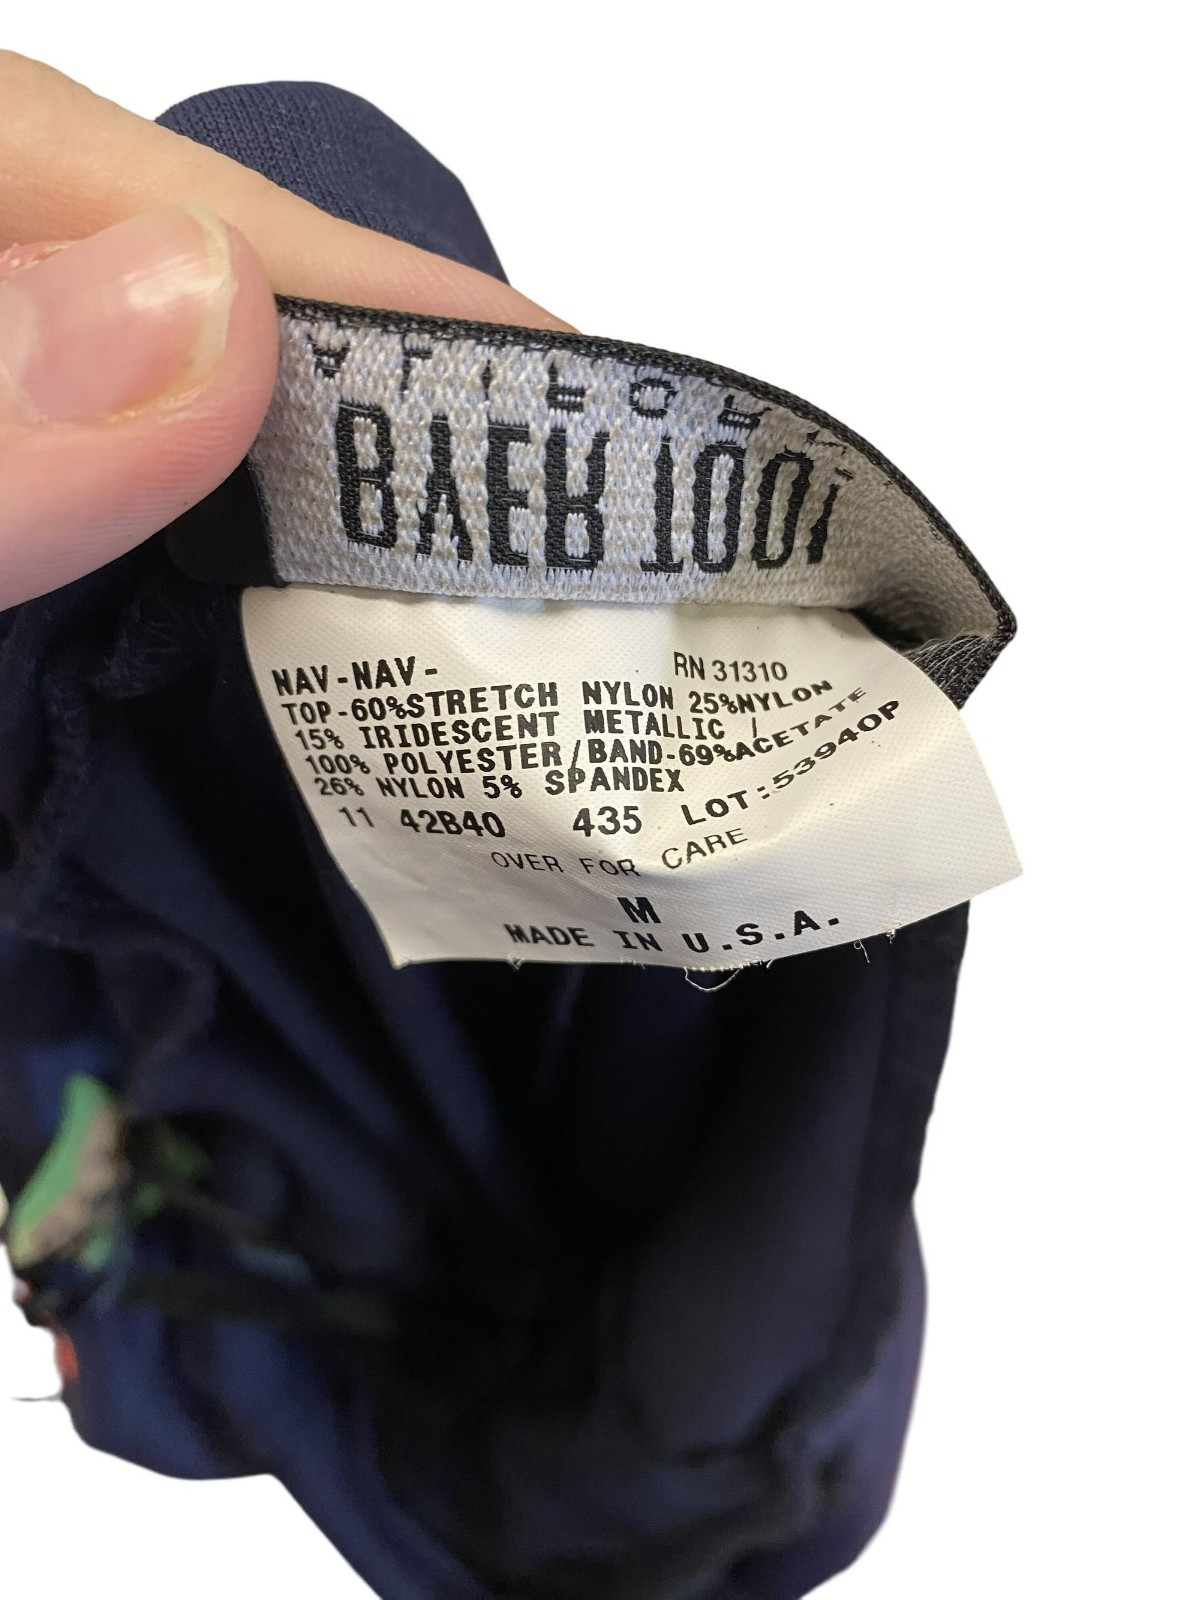 NAV-NAV-
RN 31310
TOP-60%STRETCH NYLON 25%NYLON
15% IRIDESCENT METALLIC /
100% POLYESTER/BAND-69%ACETATE
26% NYLON 5% SPANDEX
11 42B40 435 LOT:53940P
OVER FOR CARE
M
MADE IN U.S.A.